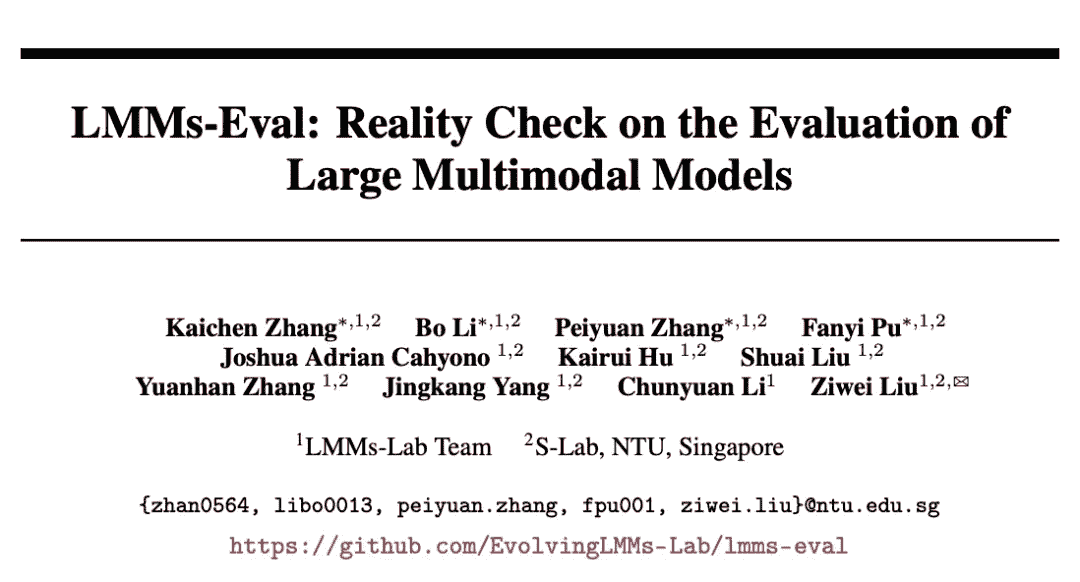 LMMs-Eval: Reality Check on the Evaluation of
Large Multimodal Models
Kaichen Zhang*,1,2 Bo Li*,1,2 Peiyuan Zhang*,1,2 Fanyi Pu*,1,2
Joshua Adrian Cahyono 1,2 Kairui Hu 1,2 Shuai Liu 1,2
Yuanhan Zhang 1,2 Jingkang Yang 1,2 Chunyuan Li1 Ziwei Liu1,2,✉
1LMMs-Lab Team 2S-Lab, NTU, Singapore
{zhan0564, libo0013, peiyuan.zhang, fpu001, ziwei.liu}@ntu.edu.sg
https://github.com/EvolvingLMMs-Lab/lmms-eval